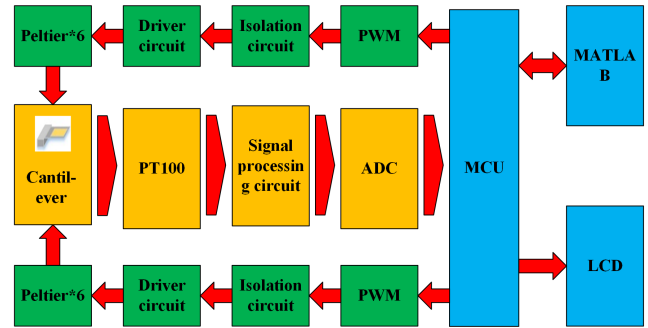 Peltier*6
Driver
circuit
Isolation
circuit
PWM
MATLA
B
Cantil-
ever
PT100
Signal
processin
g circuit
ADC
MCU
LCD
Peltier*6
Driver
circuit
Isolation
circuit
PWM